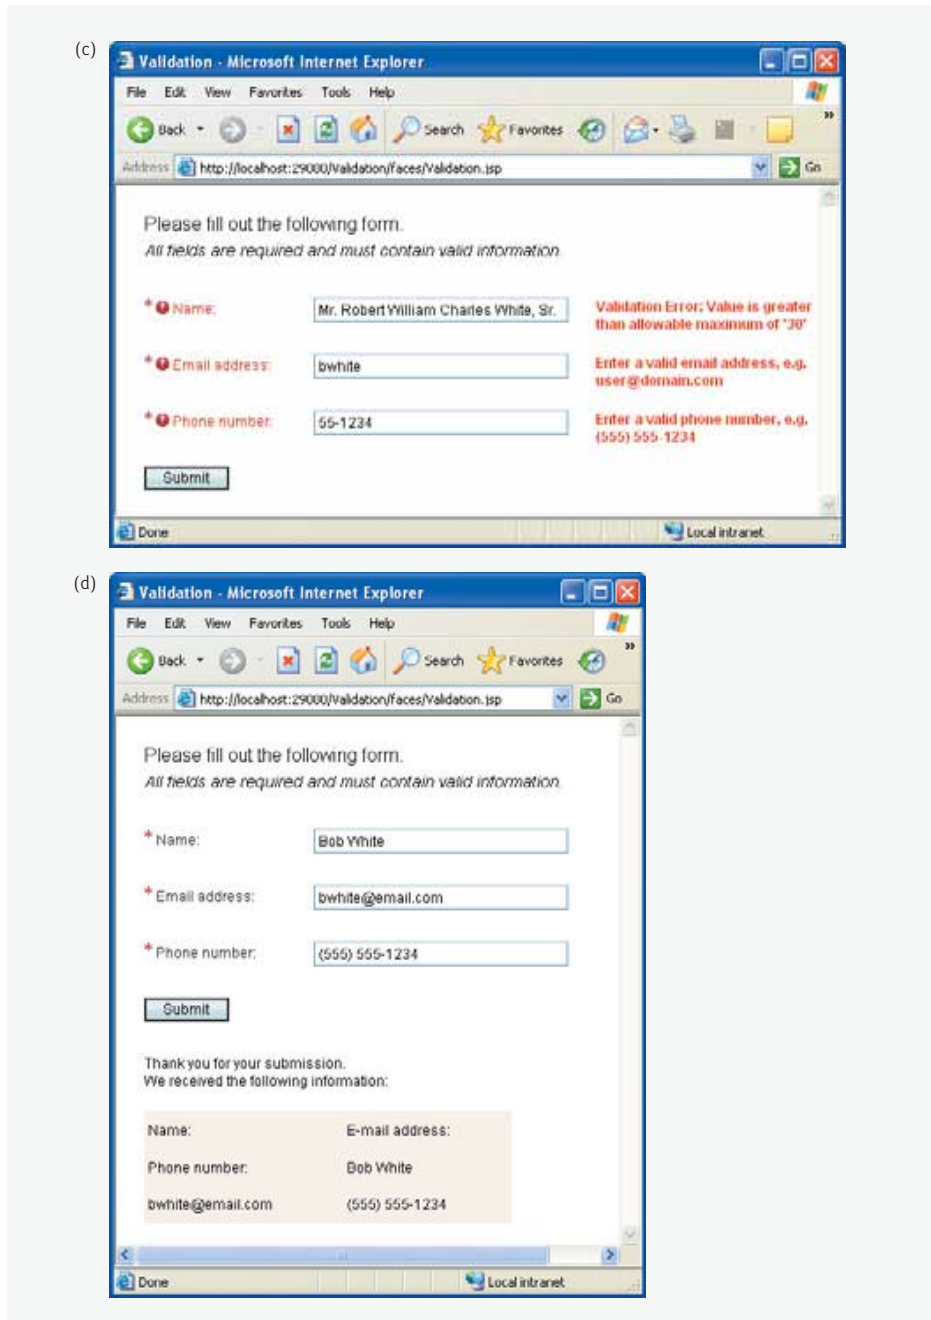 (c)
Validation - Microsoft Internet Explorer
File Edit View Favorites Tools Help
Back Search Favorites »
Address http://localhost:29080/Validation/faces/Validation.jsp Go
Please fill out the following form.
All fields are required and must contain valid information.
* Name: Mr. Robert William Charles White, Sr. Validation Error: Value is greater
than allowable maximum of '30'
* Email address: bwhite Enter a valid email address, e.g.
user@domain.com
* Phone number: 55-1234 Enter a valid phone number, e.g.
(555) 555-1234
Submit
Done Local intranet
(d)
Validation - Microsoft Internet Explorer
File Edit View Favorites Tools Help
Back Search Favorites »
Address http://localhost:29080/Validation/faces/Validation.jsp Go
Please fill out the following form.
All fields are required and must contain valid information.
* Name: Bob White
* Email address: bwhite@email.com
* Phone number: (555) 555-1234
Submit
Thank you for your submission.
We received the following information:
Name: E-mail address:
Phone number: Bob White
bwhite@email.com (555) 555-1234
Done Local intranet